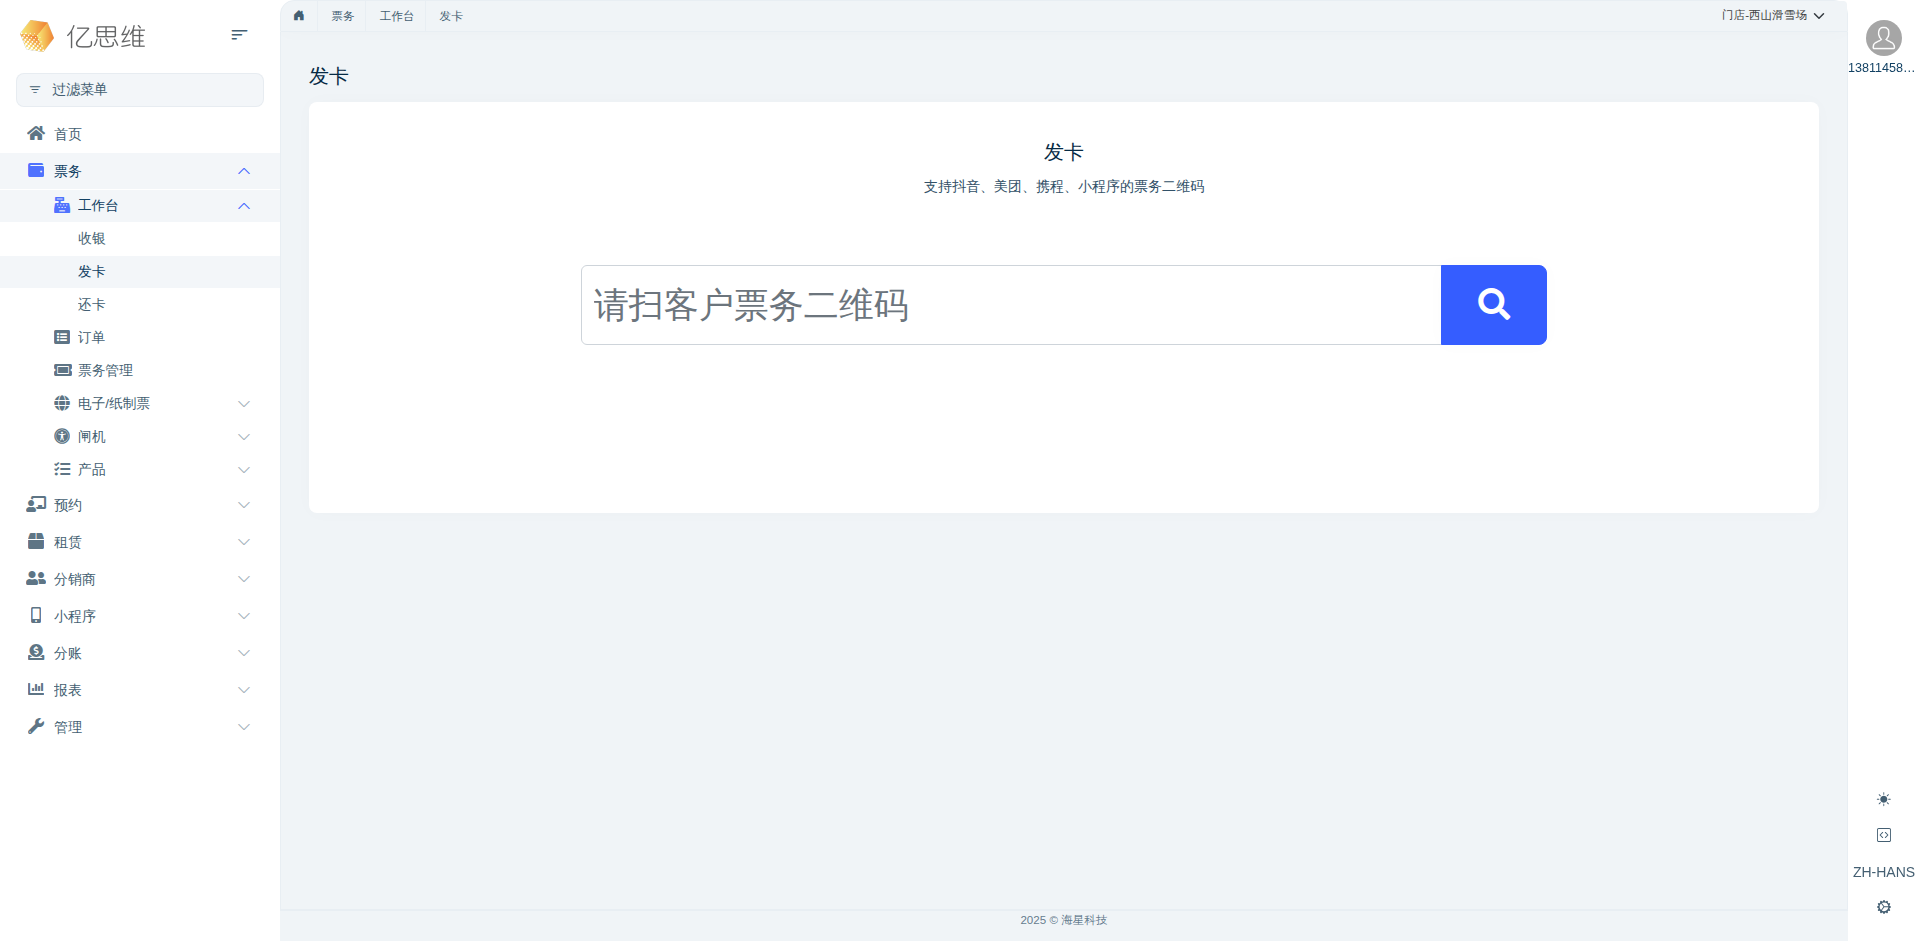 亿思维
过滤菜单
首页
票务
工作台
收银
发卡
还卡
订单
票务管理
电子/纸制票
闸机
产品
预约
租赁
分销商
小程序
分账
报表
管理
票务 工作台 发卡
门店-西山滑雪场
发卡
发卡
支持抖音、美团、携程、小程序的票务二维码
请扫客户票务二维码
2025 © 海星科技
13811458...
ZH-HANS